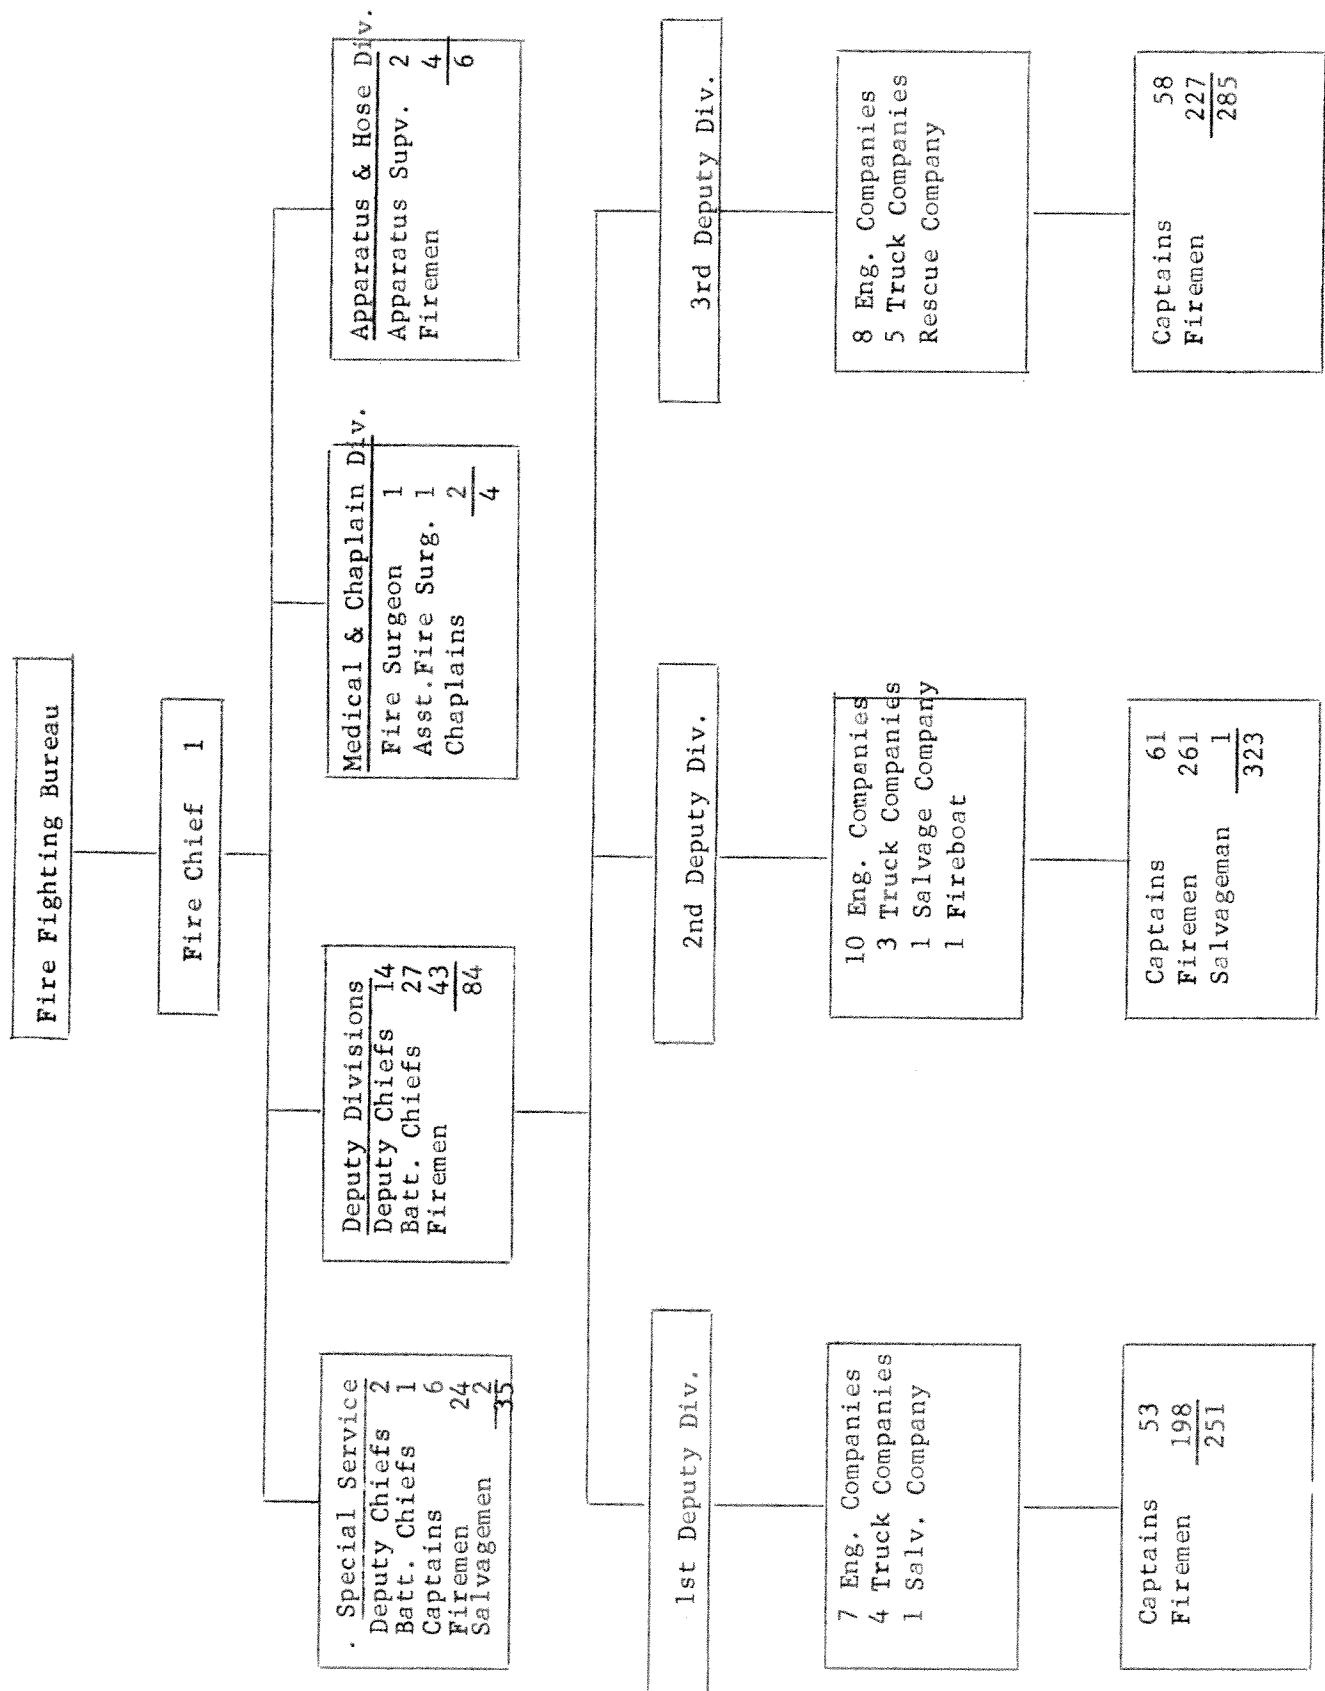 Fire Fighting Bureau
Fire Chief 1
. Special Service
Deputy Chiefs 2
Batt. Chiefs 1
Captains 6
Firemen 24
Salvagemen 2
35
Deputy Divisions
Deputy Chiefs 14
Batt. Chiefs 27
Firemen 43
84
Medical & Chaplain Div.
Fire Surgeon 1
Asst.Fire Surg. 1
Chaplains 2
4
Apparatus & Hose Div.
Apparatus Supv. 2
Firemen 4
6
1st Deputy Div.
7 Eng. Companies
4 Truck Companies
1 Salv. Company
Captains 53
Firemen 198
251
2nd Deputy Div.
10 Eng. Companies
3 Truck Companies
1 Salvage Company
1 Fireboat
Captains 61
Firemen 261
Salvageman 1
323
3rd Deputy Div.
8 Eng. Companies
5 Truck Companies
Rescue Company
Captains 58
Firemen 227
285